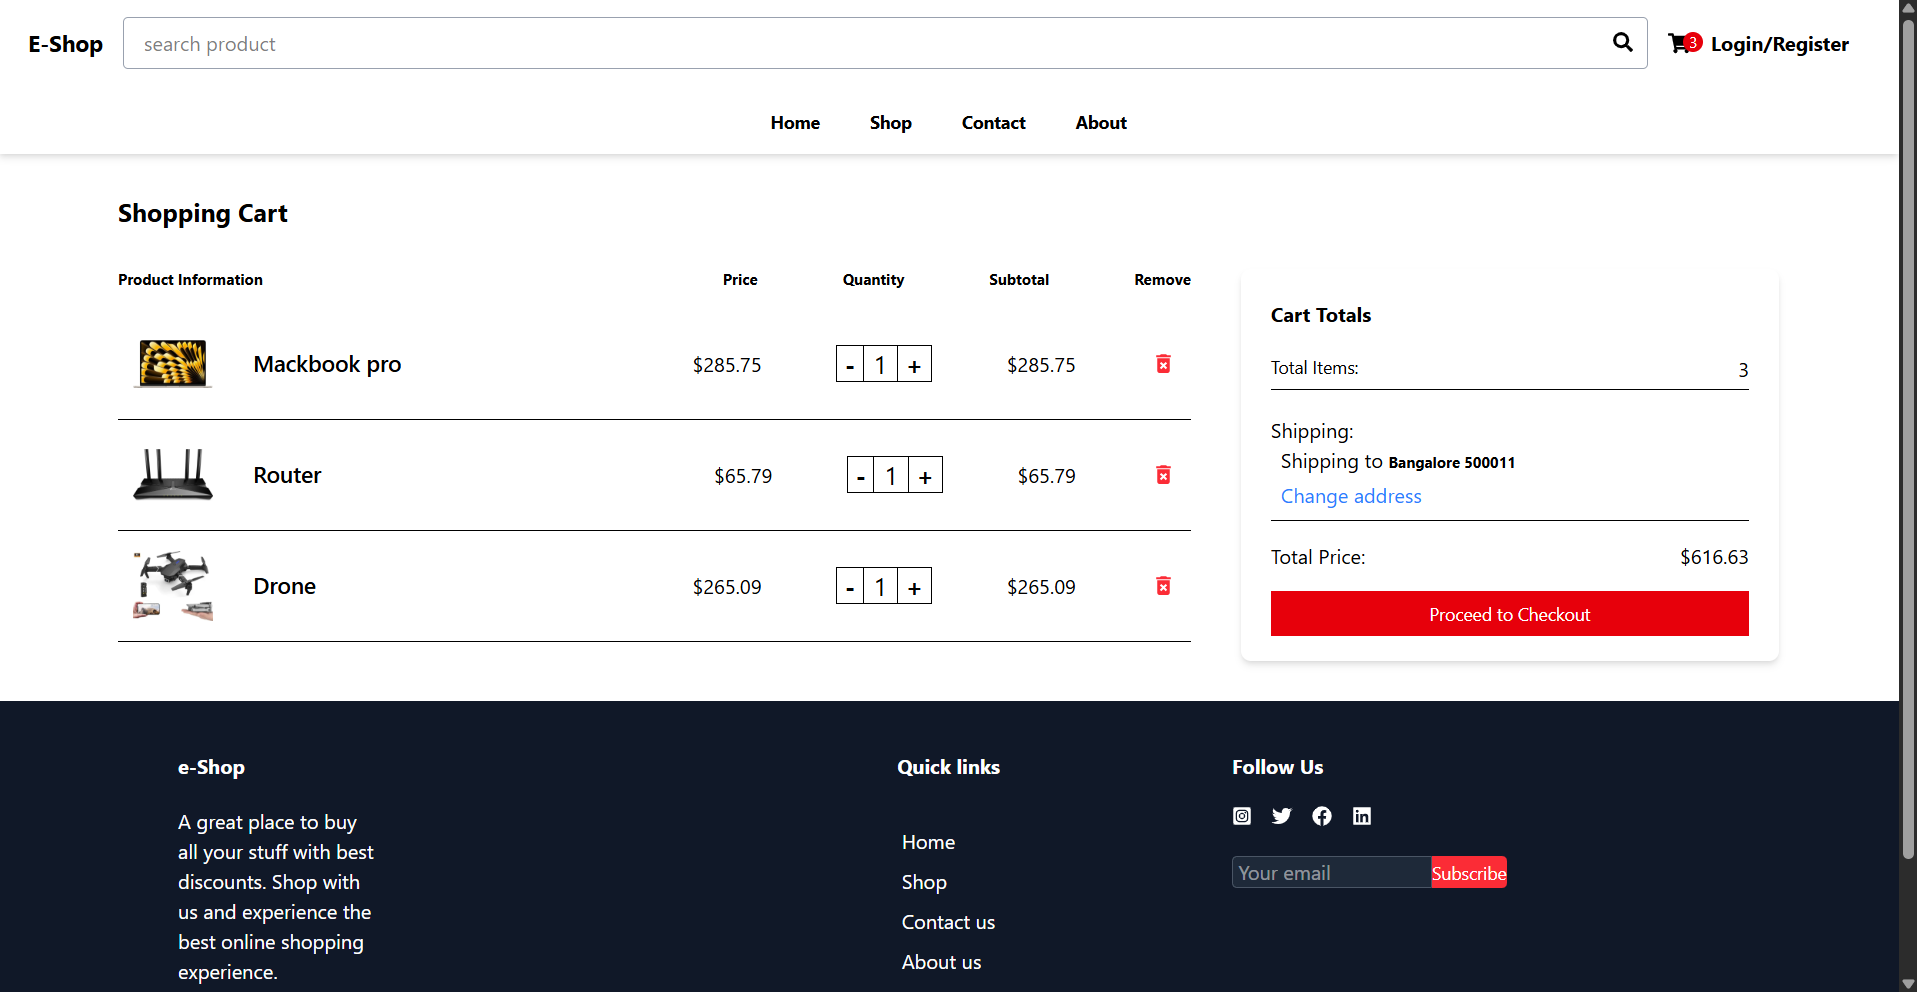 E-Shop
search product
3
Login/Register
Home
Shop
Contact
About
Shopping Cart
Product Information Price Quantity Subtotal Remove
Mackbook pro $285.75 - 1 + $285.75
Router $65.79 - 1 + $65.79
Drone $265.09 - 1 + $265.09
Cart Totals
Total Items: 3
Shipping:
Shipping to Bangalore 500011
Change address
Total Price: $616.63
Proceed to Checkout
e-Shop
A great place to buy
all your stuff with best
discounts. Shop with
us and experience the
best online shopping
experience.
Quick links
Home
Shop
Contact us
About us
Follow Us
Your email
Subscribe